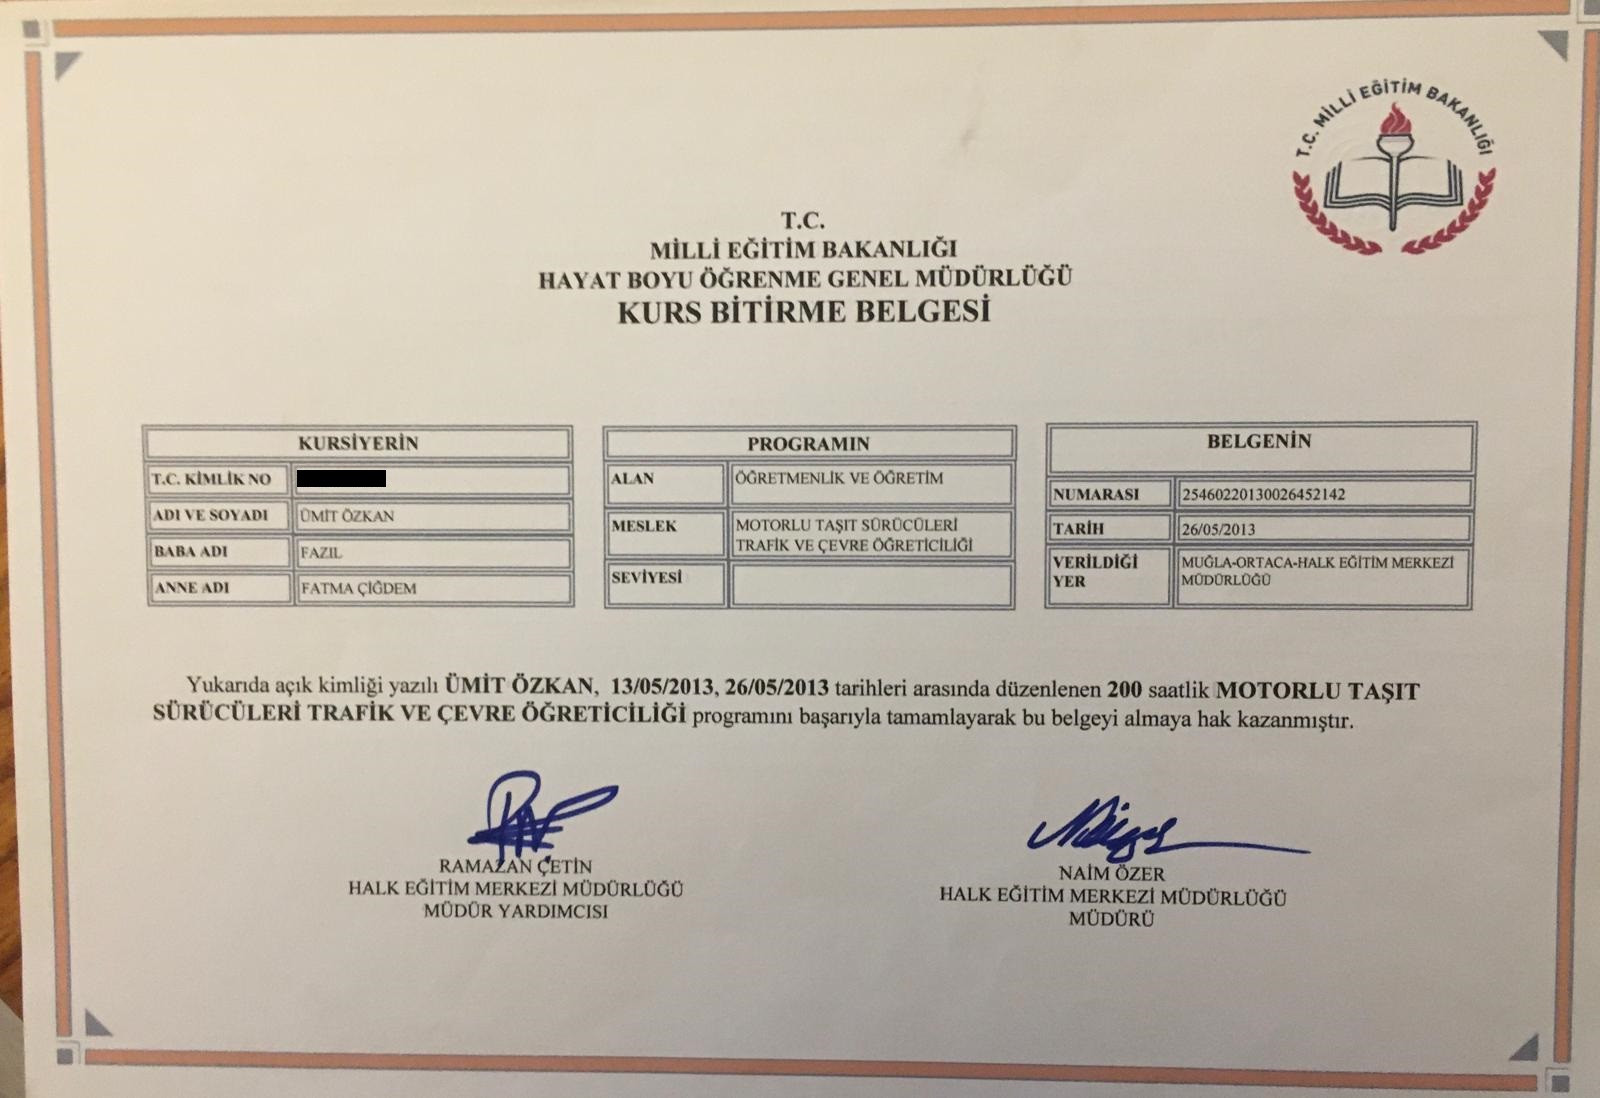 T.C. MİLLİ EĞİTİM BAKANLIĞI
T.C.
MİLLİ EĞİTİM BAKANLIĞI
HAYAT BOYU ÖĞRENME GENEL MÜDÜRLÜĞÜ
KURS BİTİRME BELGESİ
KURSİYERİN
T.C. KİMLİK NO
ADI VE SOYADI ÜMİT ÖZKAN
BABA ADI FAZIL
ANNE ADI FATMA ÇİĞDEM
PROGRAMIN
ALAN ÖĞRETMENLİK VE ÖĞRETİM
MESLEK MOTORLU TAŞIT SÜRÜCÜLERİ
TRAFİK VE ÇEVRE ÖĞRETİCİLİĞİ
SEVİYESİ
BELGENİN
NUMARASI 25460220130026452142
TARİH 26/05/2013
VERİLDİĞİ YER MUĞLA-ORTACA-HALK EĞİTİM MERKEZİ
MÜDÜRLÜĞÜ
Yukarıda açık kimliği yazılı ÜMİT ÖZKAN, 13/05/2013, 26/05/2013 tarihleri arasında düzenlenen 200 saatlik MOTORLU TAŞIT
SÜRÜCÜLERİ TRAFİK VE ÇEVRE ÖĞRETİCİLİĞİ programını başarıyla tamamlayarak bu belgeyi almaya hak kazanmıştır.
RAMAZAN ÇETİN
HALK EĞİTİM MERKEZİ MÜDÜRLÜĞÜ
MÜDÜR YARDIMCISI
NAİM ÖZER
HALK EĞİTİM MERKEZİ MÜDÜRLÜĞÜ
MÜDÜRÜ